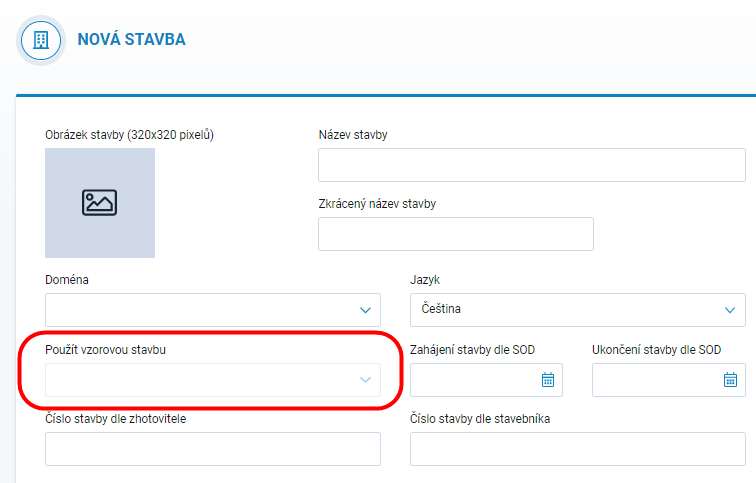 NOVÁ STAVBA
Obrázek stavby (320x320 pixelů)
Název stavby
Zkrácený název stavby
Doména
Jazyk
Čeština
Použít vzorovou stavbu
Zahájení stavby dle SOD
Ukončení stavby dle SOD
Číslo stavby dle zhotovitele
Číslo stavby dle stavebníka